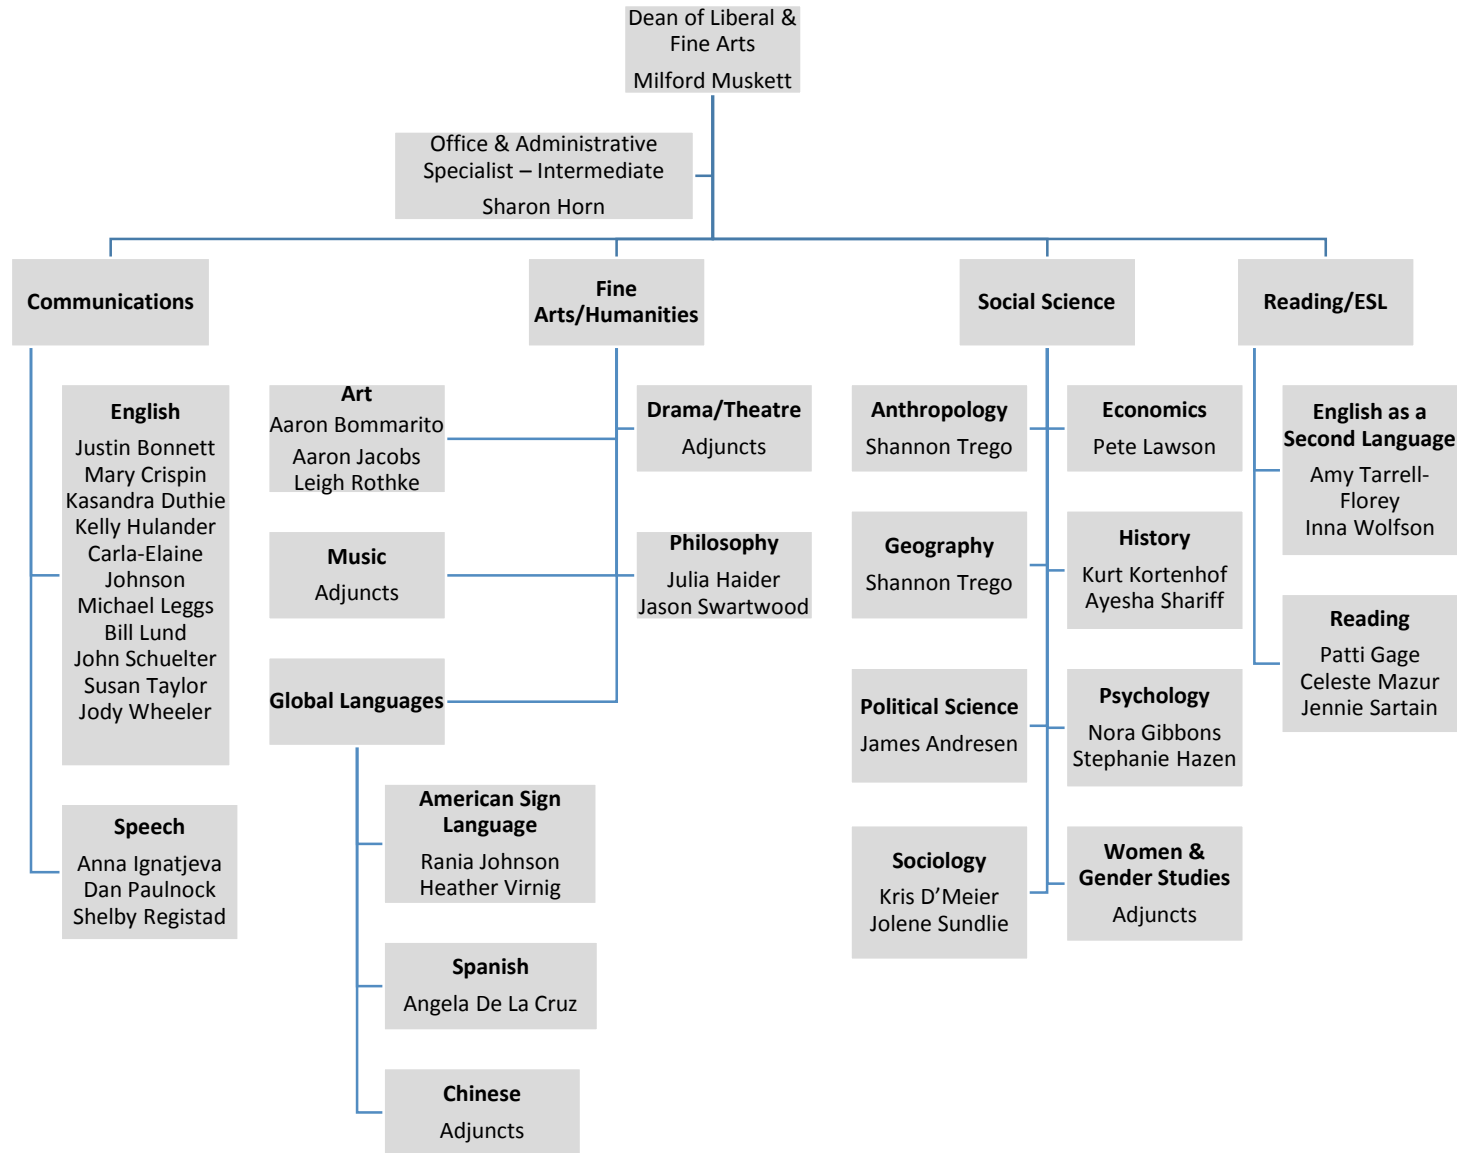 Dean of Liberal &
Fine Arts
Milford Muskett
Office & Administrative
Specialist – Intermediate
Sharon Horn
Communications
Fine
Arts/Humanities
Social Science
Reading/ESL
English
Justin Bonnett
Mary Crispin
Kasandra Duthie
Kelly Hulander
Carla-Elaine
Johnson
Michael Leggs
Bill Lund
John Schuelter
Susan Taylor
Jody Wheeler
Speech
Anna Ignatjeva
Dan Paulnock
Shelby Registad
Art
Aaron Bommarito
Aaron Jacobs
Leigh Rothke
Drama/Theatre
Adjuncts
Music
Adjuncts
Philosophy
Julia Haider
Jason Swartwood
Global Languages
American Sign
Language
Rania Johnson
Heather Virnig
Spanish
Angela De La Cruz
Chinese
Adjuncts
Anthropology
Shannon Trego
Economics
Pete Lawson
Geography
Shannon Trego
History
Kurt Kortenhof
Ayesha Shariff
Political Science
James Andresen
Psychology
Nora Gibbons
Stephanie Hazen
Sociology
Kris D’Meier
Jolene Sundlie
Women &
Gender Studies
Adjuncts
English as a
Second Language
Amy Tarrell-
Florey
Inna Wolfson
Reading
Patti Gage
Celeste Mazur
Jennie Sartain